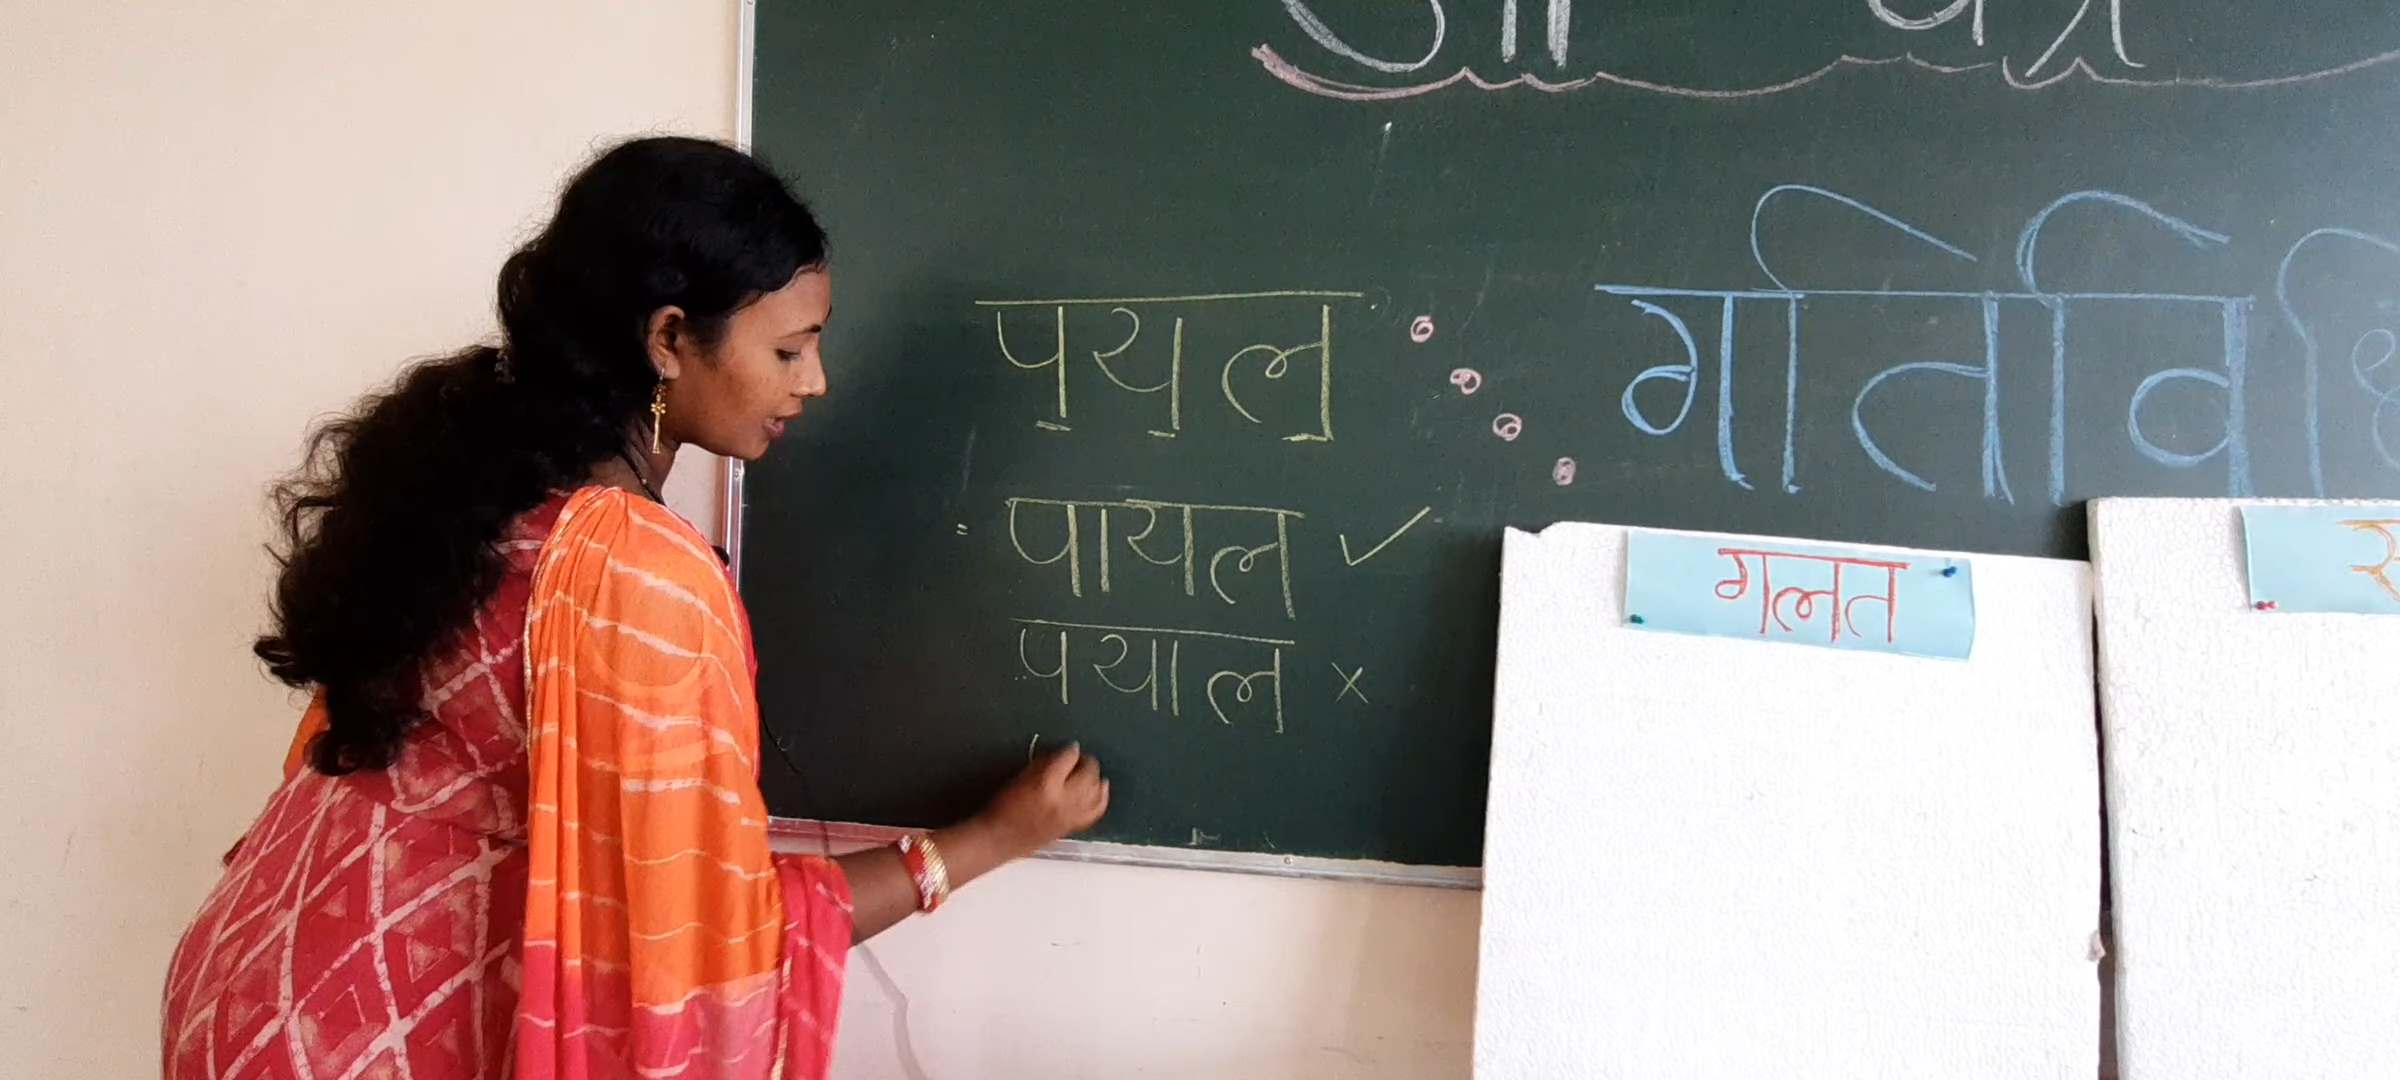 पयल
गतिवि
= पायल ✓
पयाल ×
गलत